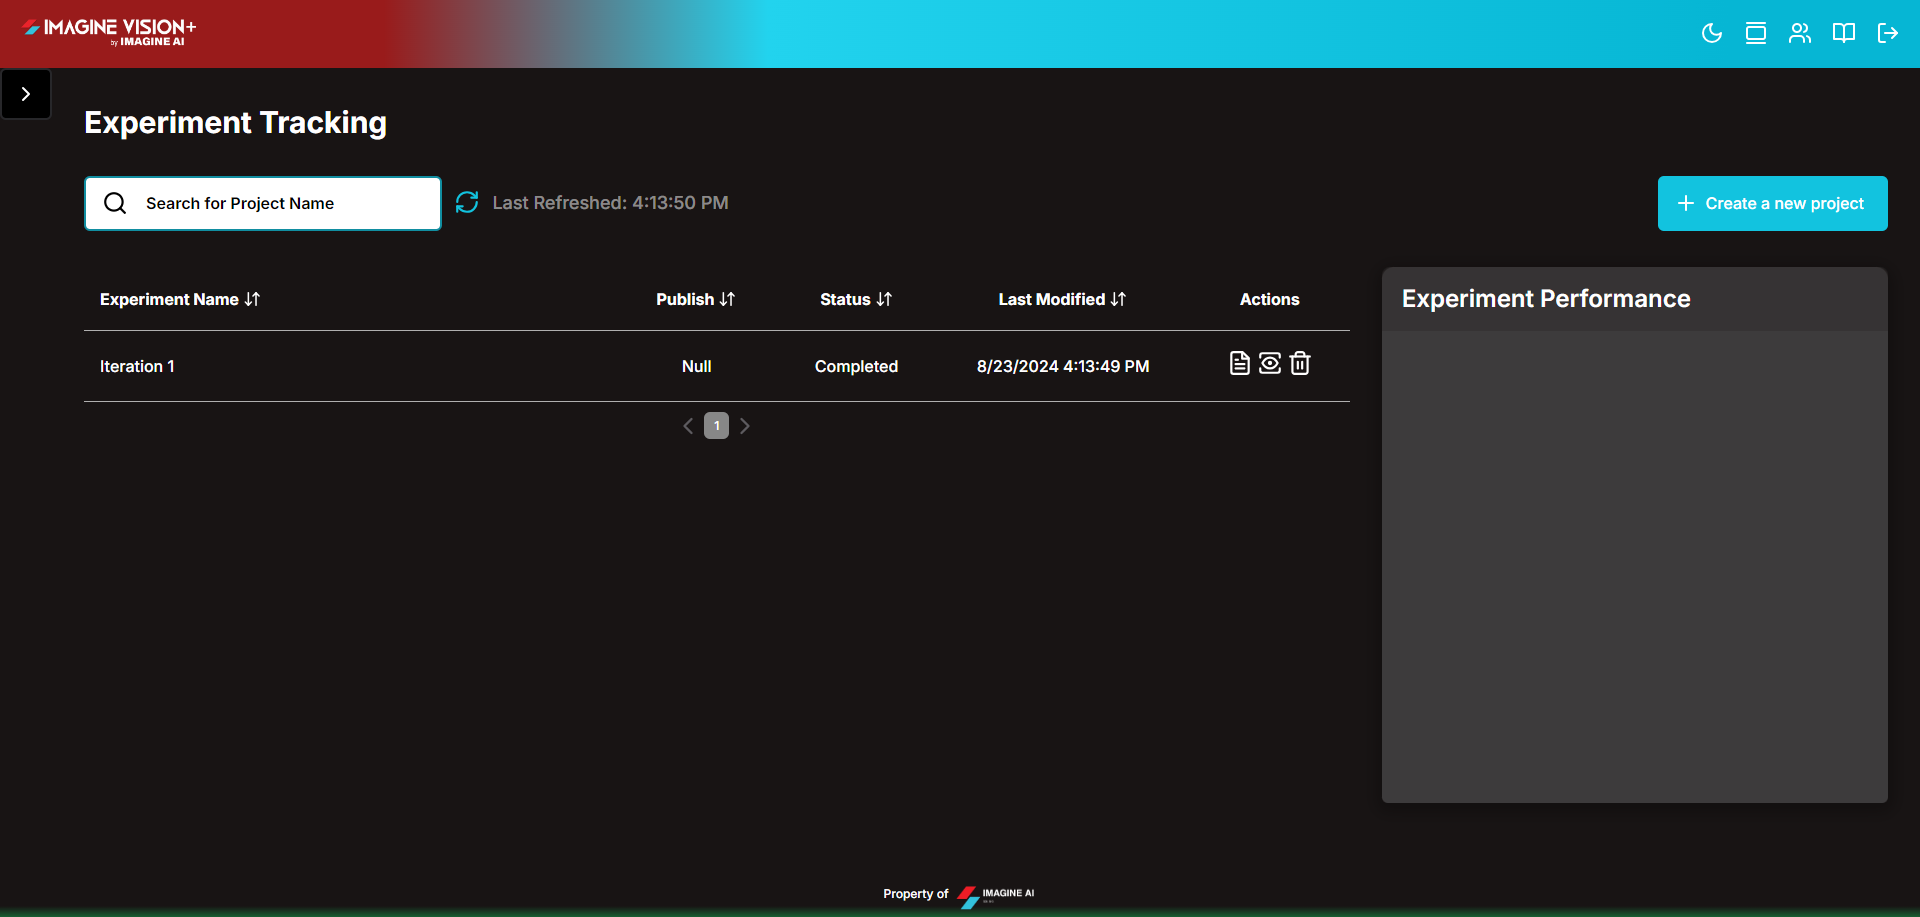 IMAGINE VISION+
by IMAGINE AI
Experiment Tracking
Search for Project Name
Last Refreshed: 4:13:50 PM
Create a new project
Experiment Name Publish Status Last Modified Actions
Iteration 1 Null Completed 8/23/2024 4:13:49 PM
1
Experiment Performance
Property of IMAGINE AI